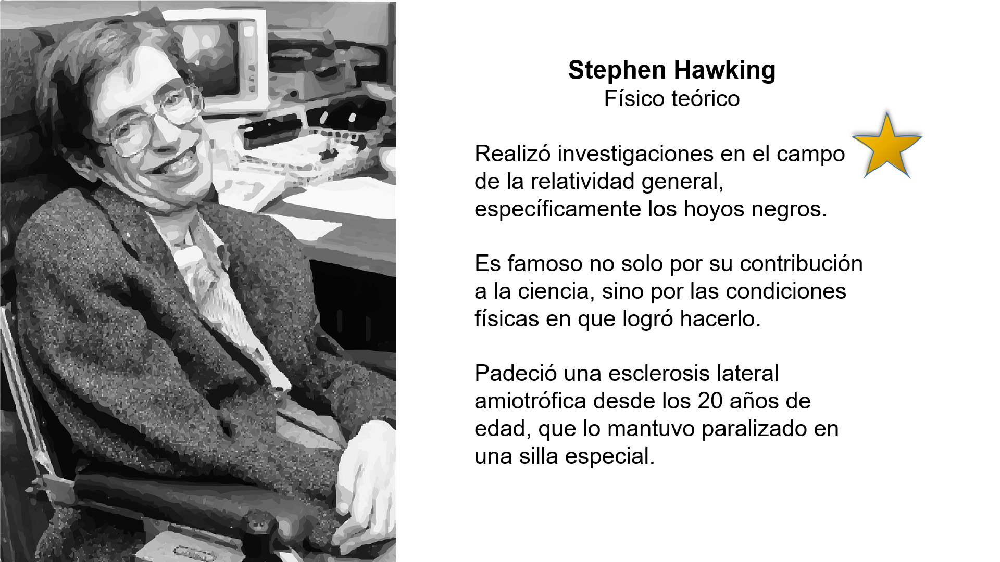 Stephen Hawking
Físico teórico
Realizó investigaciones en el campo
de la relatividad general,
específicamente los hoyos negros.
Es famoso no solo por su contribución
a la ciencia, sino por las condiciones
físicas en que logró hacerlo.
Padeció una esclerosis lateral
amiotrófica desde los 20 años de
edad, que lo mantuvo paralizado en
una silla especial.